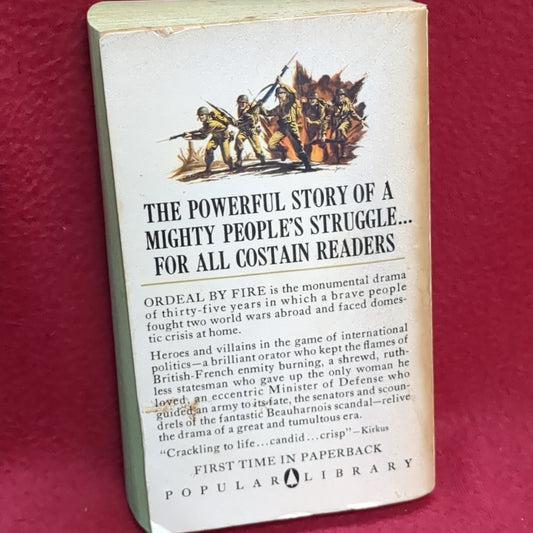 THE POWERFUL STORY OF A
MIGHTY PEOPLE'S STRUGGLE...
FOR ALL COSTAIN READERS
ORDEAL BY FIRE is the monumental drama
of thirty-five years in which a brave people
fought two world wars abroad and faced domes-
tic crisis at home.
Heroes and villains in the game of international
politics—a brilliant orator who kept the flames of
British-French enmity burning, a shrewd, ruth-
less statesman who gave up the only woman he
loved, an eccentric Minister of Defense who
guided an army to its fate, the senators and scoun-
drels of the fantastic Beauharnois scandal—relive
the drama of a great and tumultous era.
"Crackling to life...candid...crisp"—Kirkus
FIRST TIME IN PAPERBACK
POPULAR LIBRARY